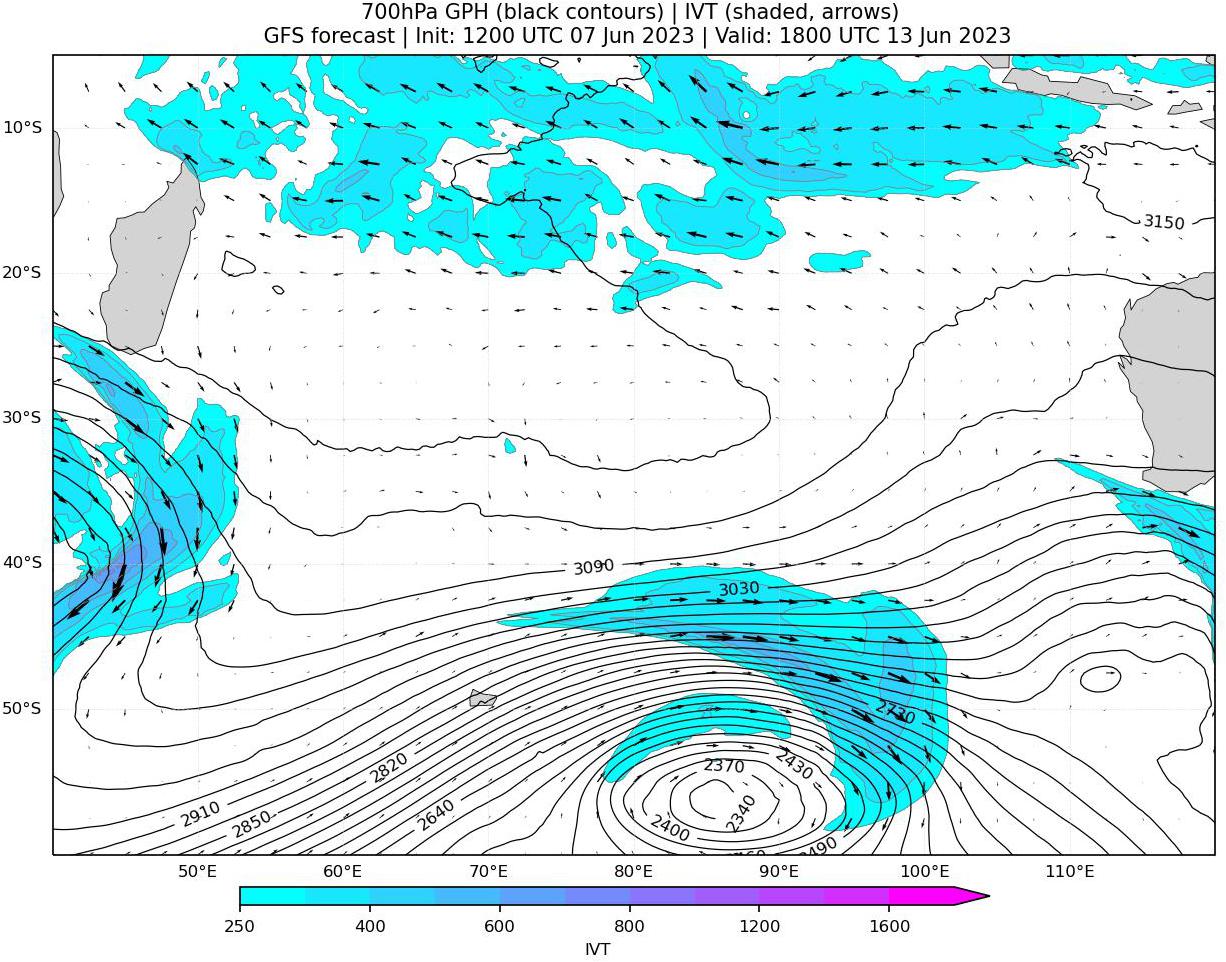 700hPa GPH (black contours) | IVT (shaded, arrows)
GFS forecast | Init: 1200 UTC 07 Jun 2023 | Valid: 1800 UTC 13 Jun 2023
10°S
3150
20°S
30°S
40°S
3090
3030
50°S
2730
2370
2430
2820
2340
2910
2850
2640
2400
2490
50°E
60°E
70°E
80°E
90°E
100°E
110°E
250
400
600
800
1200
1600
IVT